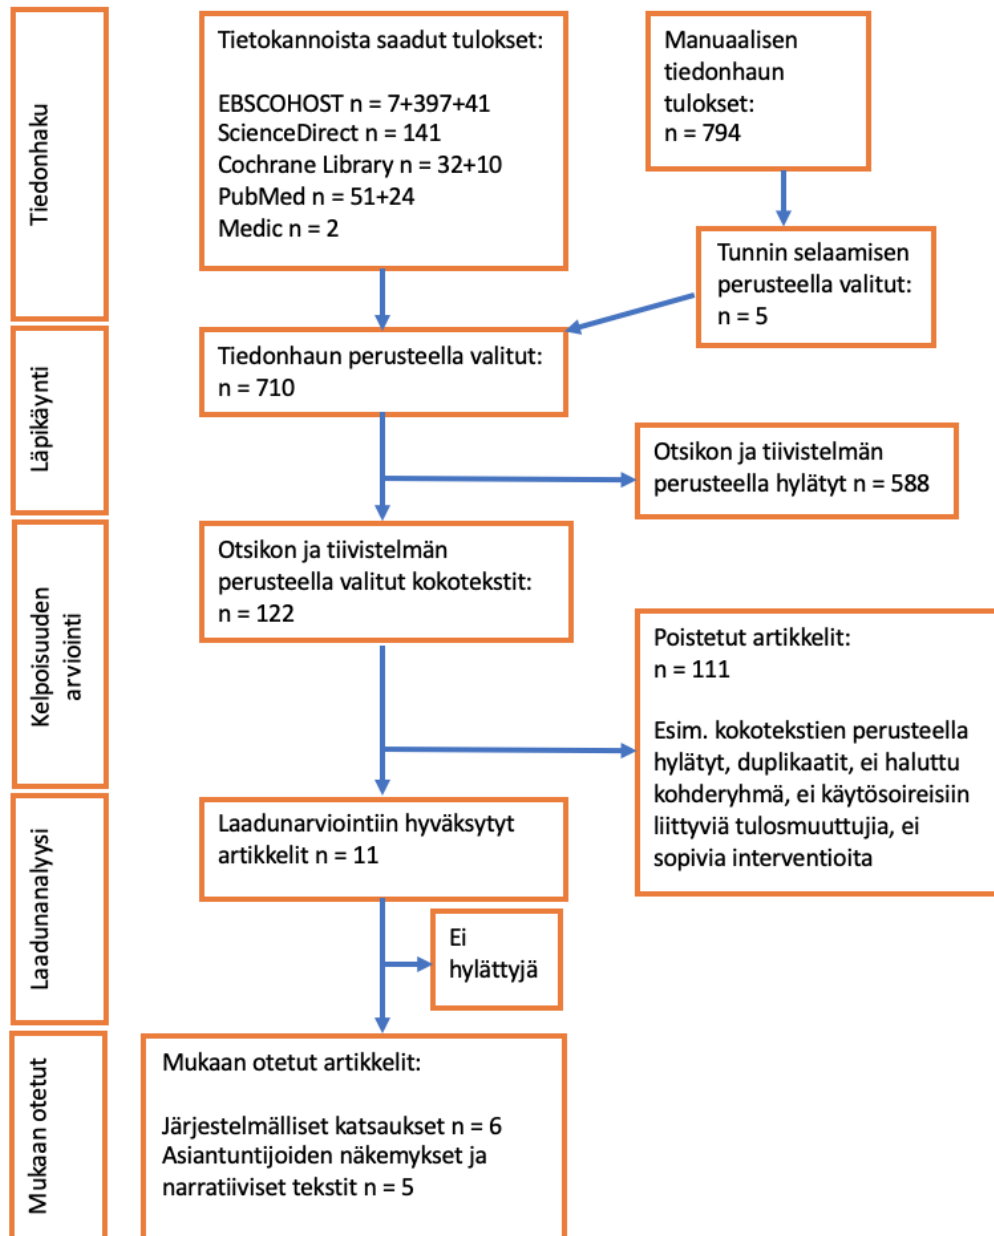 Tiedonhaku
Tietokannoista saadut tulokset:
EBSCOHOST n = 7+397+41
ScienceDirect n = 141
Cochrane Library n = 32+10
PubMed n = 51+24
Medic n = 2
Manuaalisen
tiedonhaun
tulokset:
n = 794
Tunnin selaamisen
perusteella valitut:
n = 5
Läpikäynti
Tiedonhaun perusteella valitut:
n = 710
Otsikon ja tiivistelmän
perusteella hylätyt n = 588
Kelpoisuuden
arviointi
Otsikon ja tiivistelmän
perusteella valitut kokotekstit:
n = 122
Poistetut artikkelit:
n = 111
Esim. kokotekstien perusteella
hylätyt, duplikaatit, ei haluttu
kohderyhmä, ei käytösoireisiin
liittyviä tulosmuuttujia, ei
sopivia interventioita
Laadunanalyysi
Laadunarviointiin hyväksytyt
artikkelit n = 11
Ei
hylättyjä
Mukaan otetut
Mukaan otetut artikkelit:
Järjestelmälliset katsaukset n = 6
Asiantuntijoiden näkemykset ja
narratiiviset tekstit n = 5